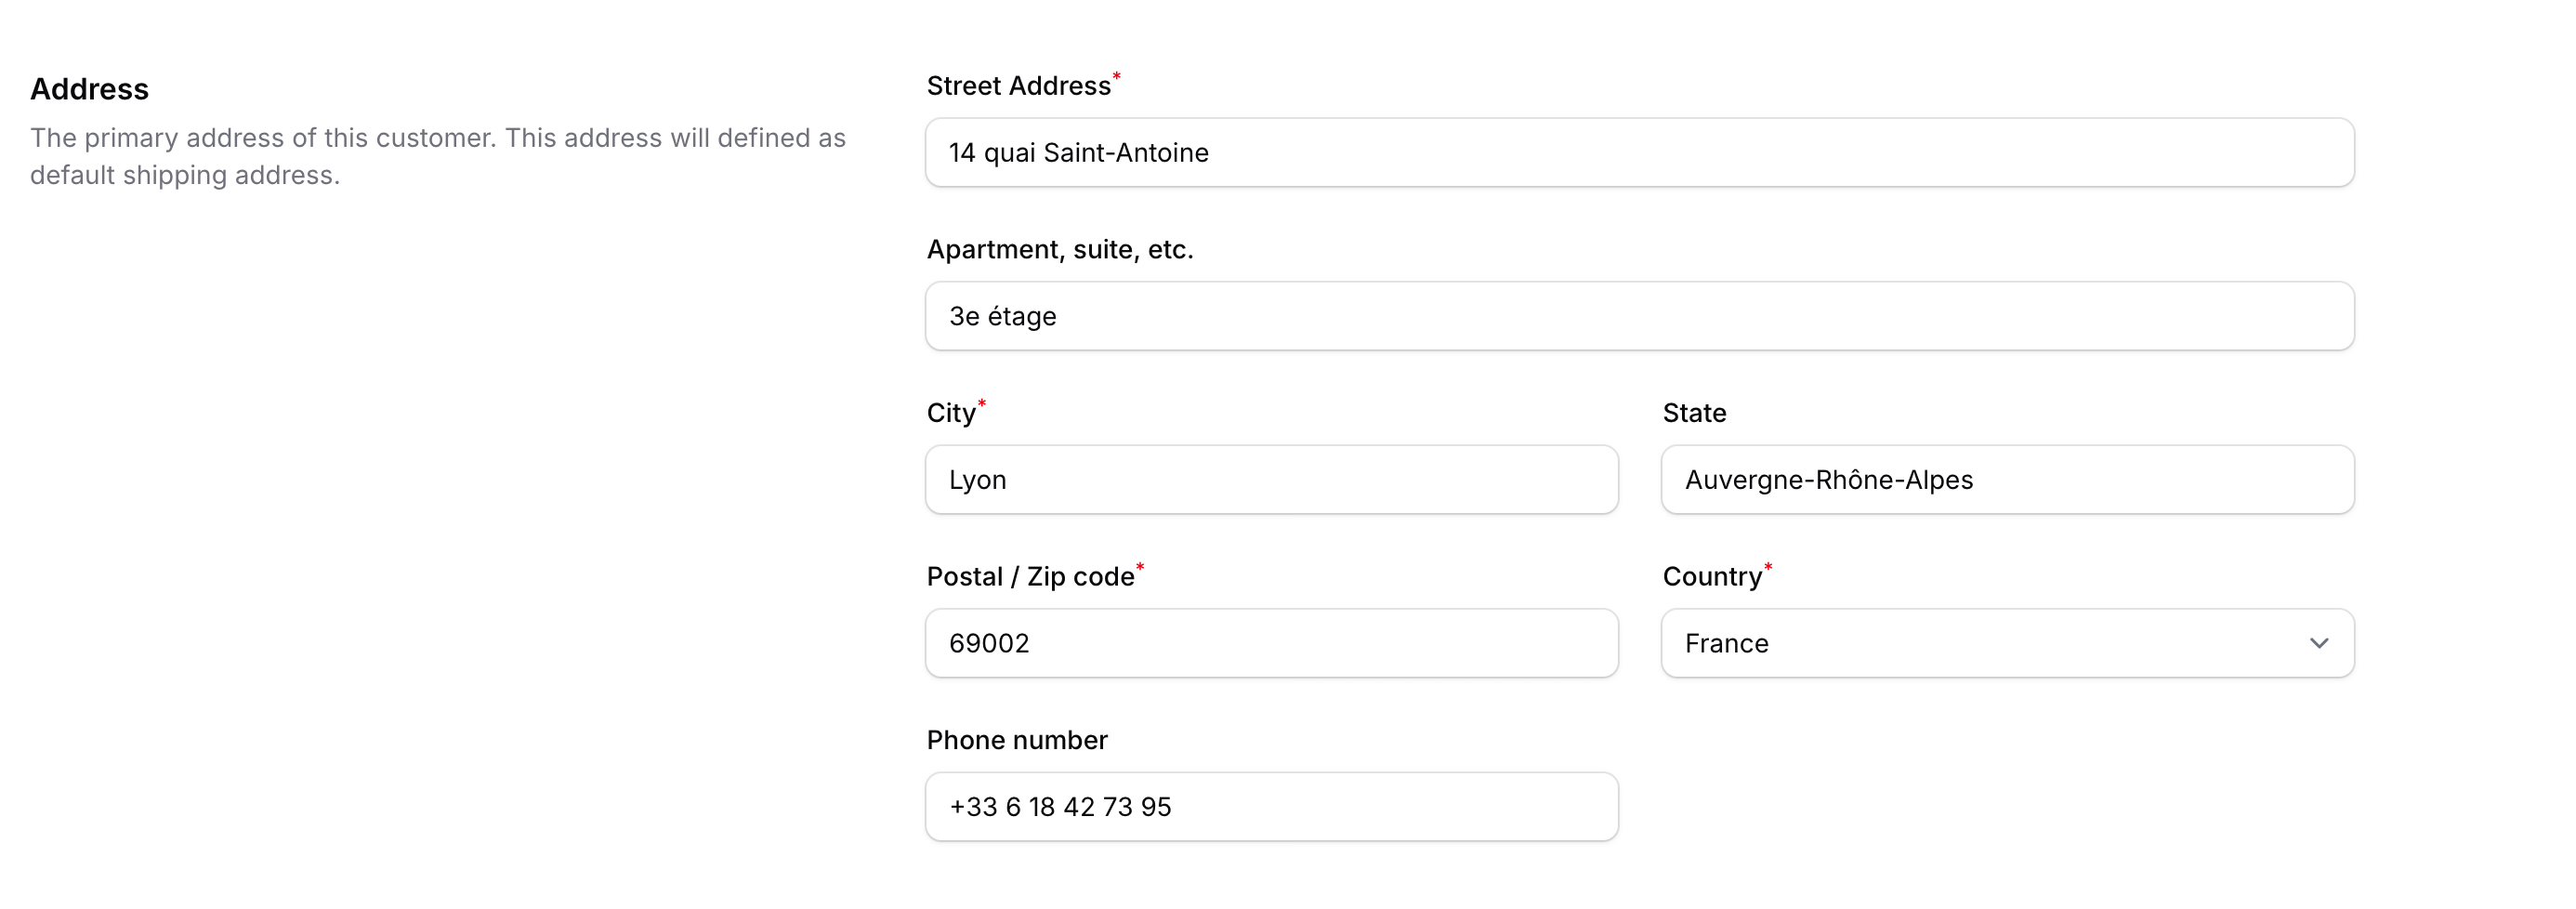 Address
The primary address of this customer. This address will defined as
default shipping address.
Street Address*
14 quai Saint-Antoine
Apartment, suite, etc.
3e étage
City*
Lyon
State
Auvergne-Rhône-Alpes
Postal / Zip code*
69002
Country*
France
Phone number
+33 6 18 42 73 95